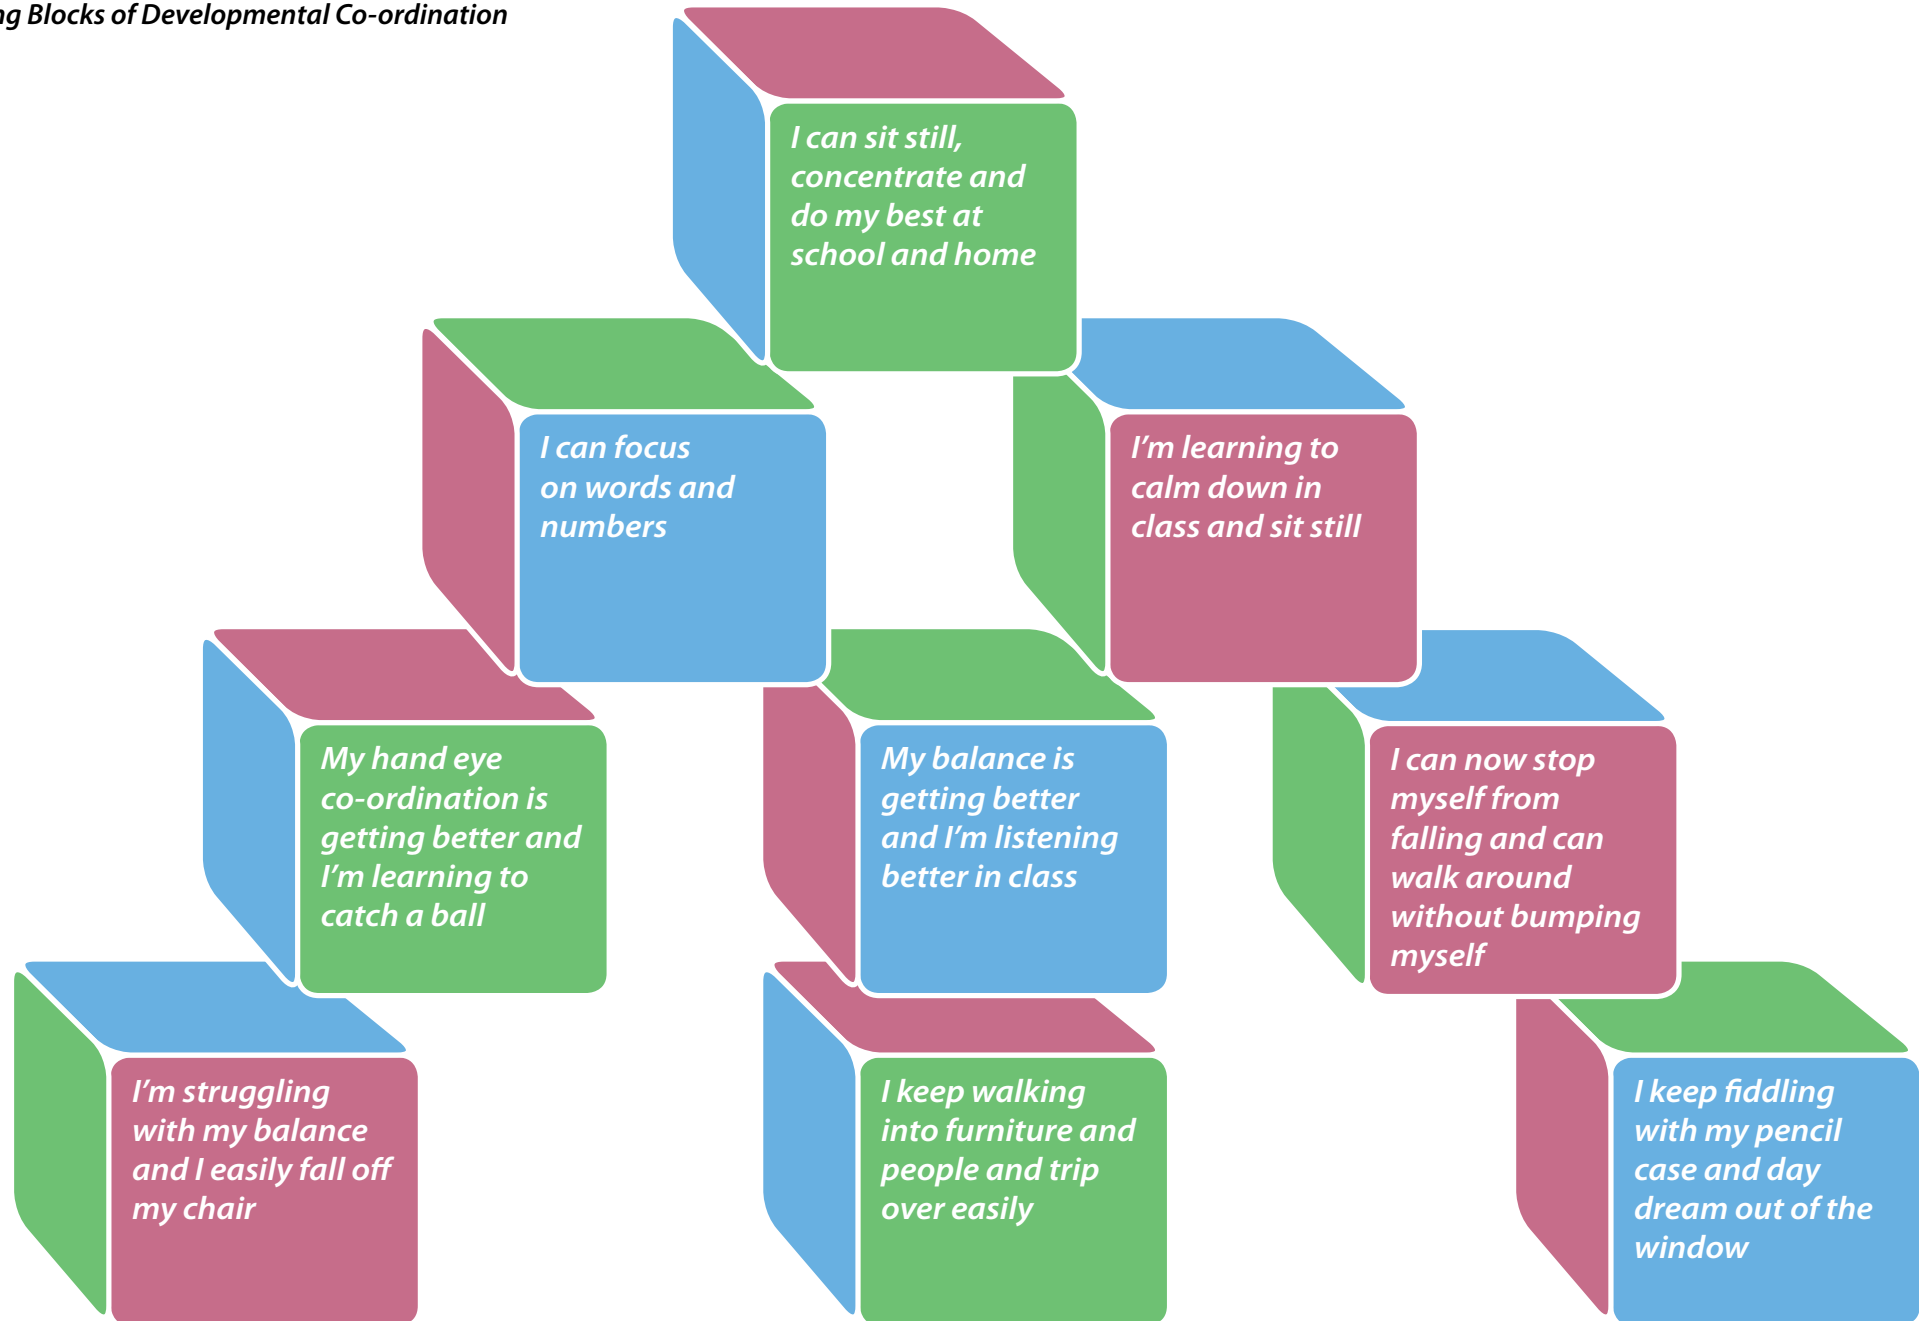 Blocks of Developmental Co-ordination
I can sit still,
concentrate and
do my best at
school and home
I can focus
on words and
numbers
I'm learning to
calm down in
class and sit still
My hand eye
co-ordination is
getting better and
I'm learning to
catch a ball
My balance is
getting better
and I'm listening
better in class
I can now stop
myself from
falling and can
walk around
without bumping
myself
I'm struggling
with my balance
and I easily fall off
my chair
I keep walking
into furniture and
people and trip
over easily
I keep fiddling
with my pencil
case and day
dream out of the
window